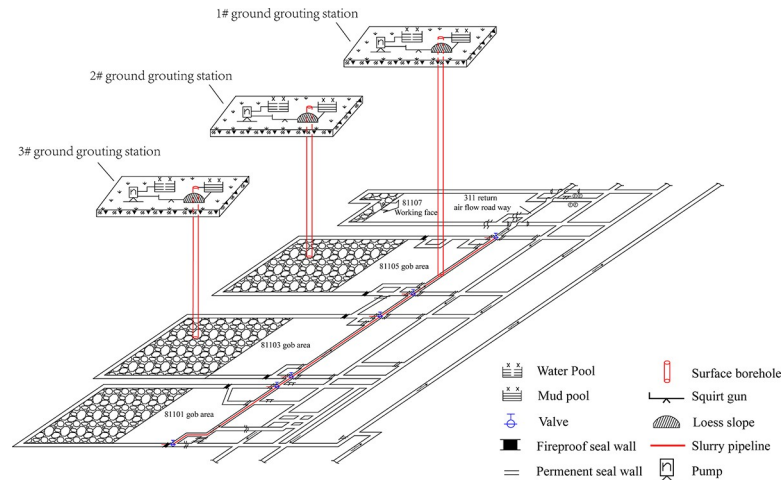 1# ground grouting station
2# ground grouting station
3# ground grouting station
81107
Working face
311 return
air flow road way
81105 gob area
81103 gob area
81101 gob area
Water Pool
Surface borehole
Mud pool
Squirt gun
Valve
Loess slope
Fireproof seal wall
Slurry pipeline
Permenent seal wall
Pump